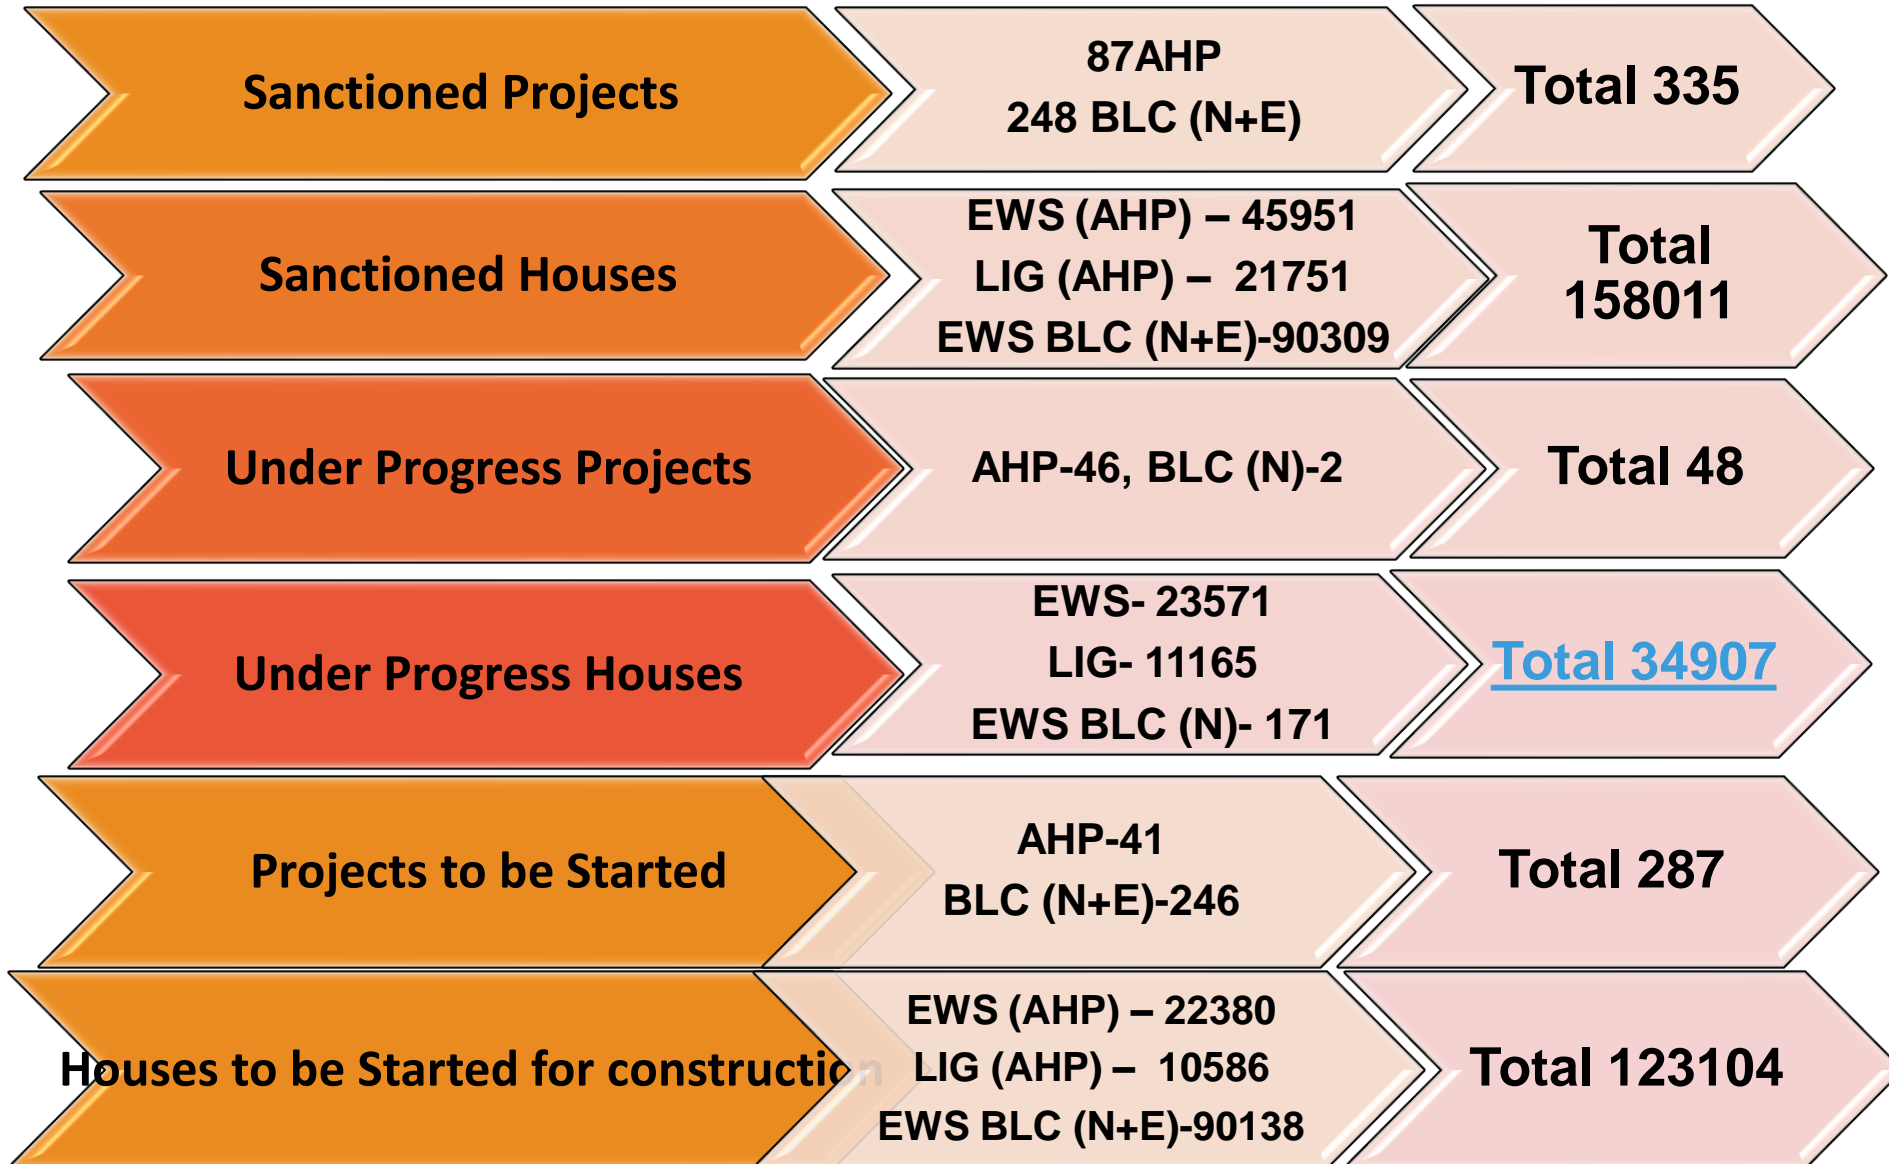 Sanctioned Projects
87AHP
248 BLC (N+E)
Total 335
Sanctioned Houses
EWS (AHP) – 45951
LIG (AHP) –  21751
EWS BLC (N+E)-90309
Total
158011
Under Progress Projects
AHP-46, BLC (N)-2
Total 48
Under Progress Houses
EWS- 23571
LIG- 11165
EWS BLC (N)- 171
Total 34907
Projects to be Started
AHP-41
BLC (N+E)-246
Total 287
Houses to be Started for construction
EWS (AHP) – 22380
LIG (AHP) –  10586
EWS BLC (N+E)-90138
Total 123104